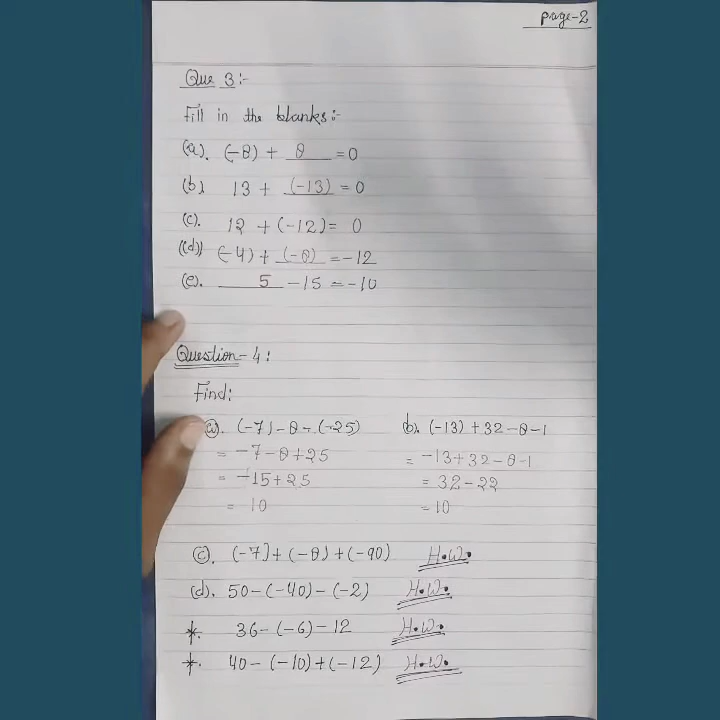 page-2
Que 3:-
Fill in the blanks:-
(a). (-8) + 8 = 0
(b) 13 + (-13) = 0
(c). 12 + (-12) = 0
(d) (-4) + (-8) = -12
(e). 5 - 15 = -10
Question-4:
Find:
(a). (-7) - 8 - (-25) b). (-13) + 32 - 8 - 1
= -7 - 8 + 25 = -13 + 32 - 8 - 1
= -15 + 25 = 32 - 22
= 10 = 10
(c). (-7) + (-8) + (-90) H.W.
(d). 50 - (-40) - (-2) H.W.
*. 36 - (-6) - 12 H.W.
*. 40 - (-10) + (-12) H.W.